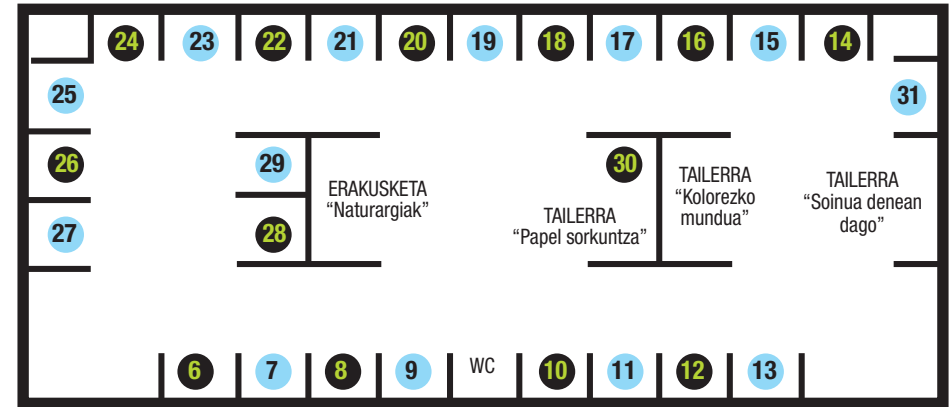 24 23 22 21 20 19 18 17 16 15 14
25 31
26 29 30
ERAKUSKETA
“Naturargiak”
TAILERRA
“Papel sorkuntza”
TAILERRA
“Kolorezko
mundua”
TAILERRA
“Soinua denean
dago”
27 28
6 7 8 9 WC 10 11 12 13